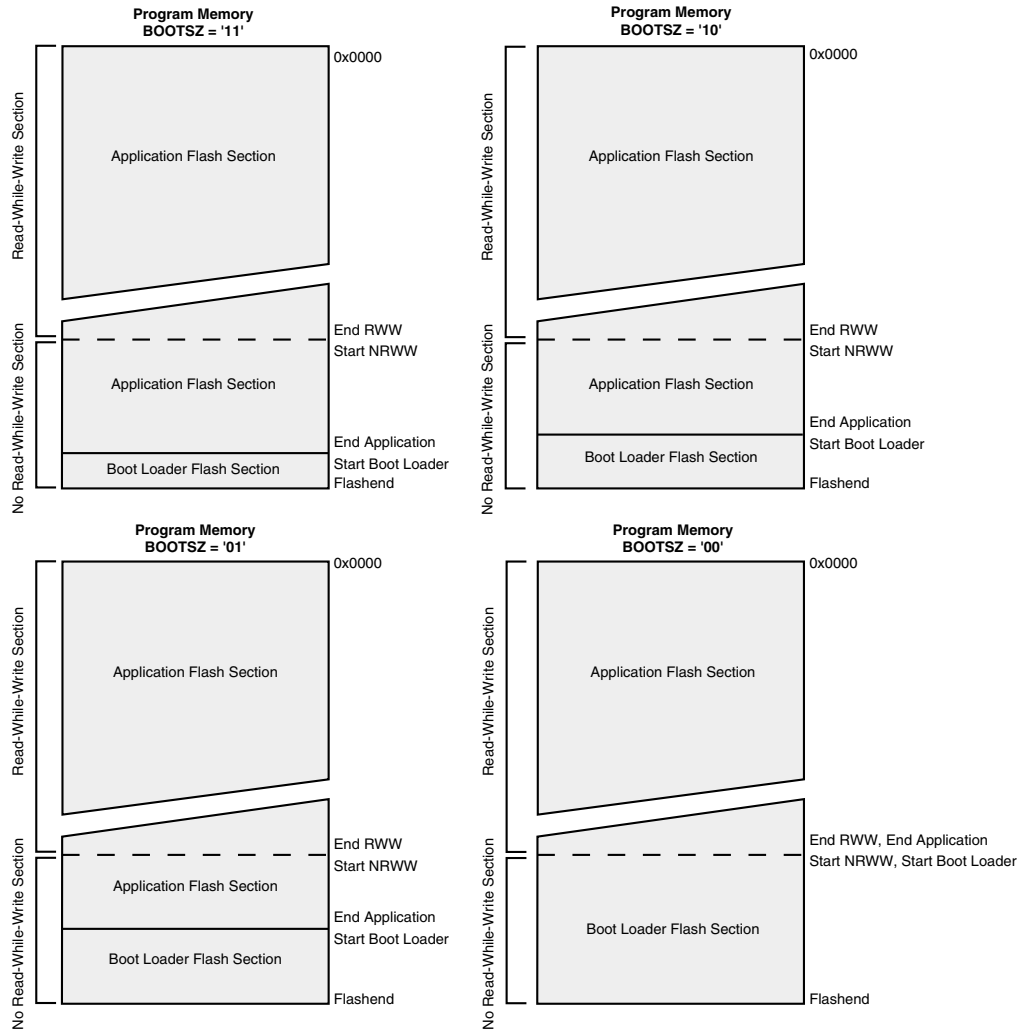 Program Memory
BOOTSZ = '11'
0x0000
Read-While-Write Section
Application Flash Section
End RWW
Start NRWW
No Read-While-Write Section
Application Flash Section
End Application
Start Boot Loader
Boot Loader Flash Section
Flashend
Program Memory
BOOTSZ = '10'
0x0000
Read-While-Write Section
Application Flash Section
End RWW
Start NRWW
No Read-While-Write Section
Application Flash Section
End Application
Start Boot Loader
Boot Loader Flash Section
Flashend
Program Memory
BOOTSZ = '01'
0x0000
Read-While-Write Section
Application Flash Section
End RWW
Start NRWW
No Read-While-Write Section
Application Flash Section
End Application
Start Boot Loader
Boot Loader Flash Section
Flashend
Program Memory
BOOTSZ = '00'
0x0000
Read-While-Write Section
Application Flash Section
End RWW, End Application
Start NRWW, Start Boot Loader
No Read-While-Write Section
Boot Loader Flash Section
Flashend